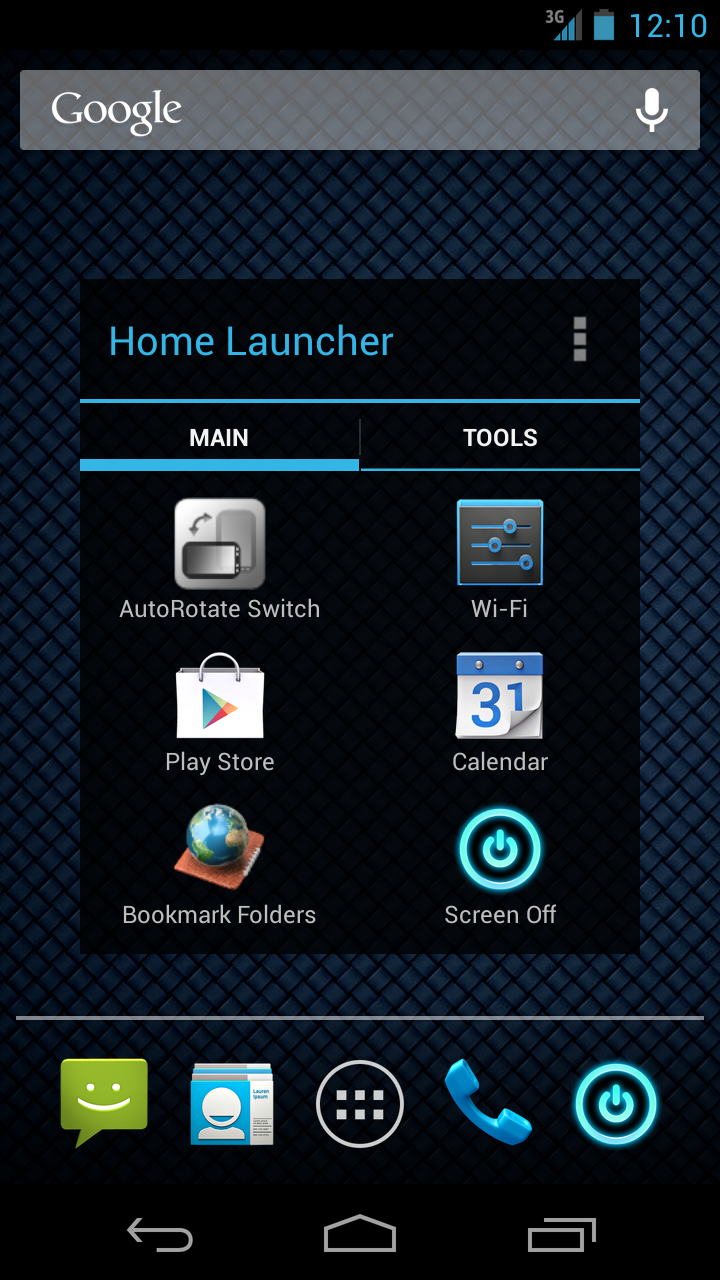 3G 12:10
Google
Home Launcher
MAIN TOOLS
AutoRotate Switch Wi-Fi
31
Play Store Calendar
Bookmark Folders Screen Off
Lauren
Ipsum